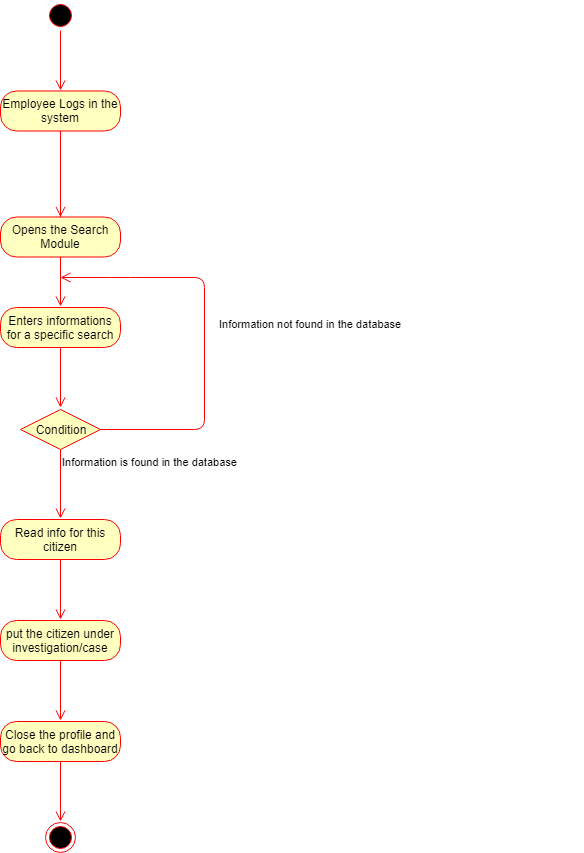 Employee Logs in the
system
Opens the Search
Module
Enters informations
for a specific search
Information not found in the database
Condition
Information is found in the database
Read info for this
citizen
put the citizen under
investigation/case
Close the profile and
go back to dashboard